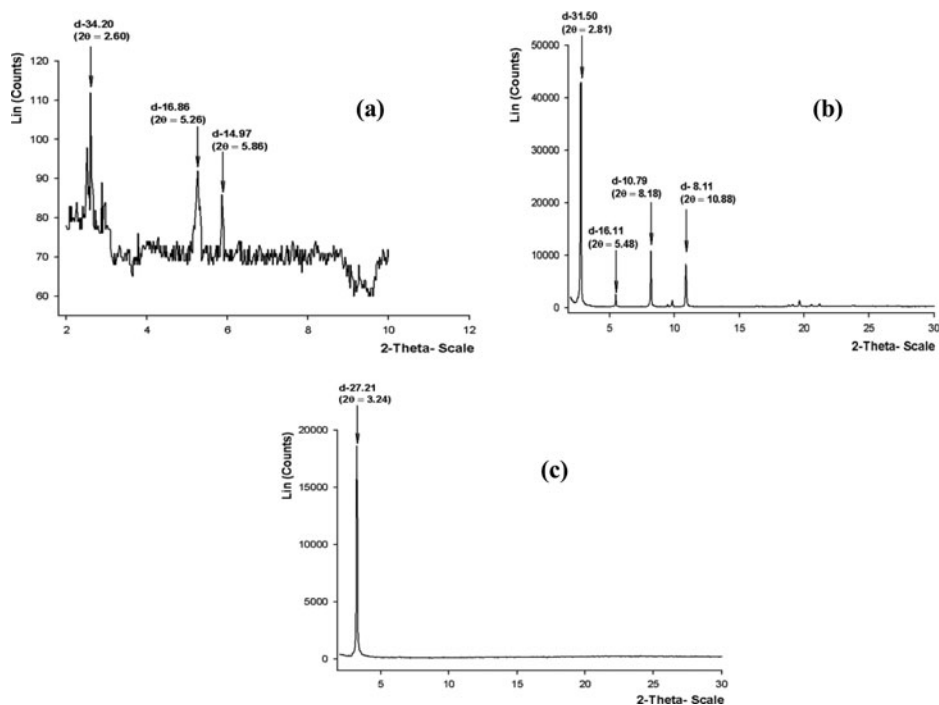 d-34.20
(2θ = 2.60)
120
110
100
90
80
70
60
Lin (Counts)
d-16.86
(2θ = 5.26)
d-14.97
(2θ = 5.86)
(a)
2
4
6
8
10
12
2-Theta- Scale
d-31.50
(2θ = 2.81)
50000
40000
30000
20000
10000
0
Lin (Counts)
(b)
d-10.79
(2θ = 8.18)
d- 8.11
(2θ = 10.88)
d-16.11
(2θ = 5.48)
5
10
15
20
25
30
2-Theta- Scale
d-27.21
(2θ = 3.24)
20000
15000
10000
5000
0
Lin (Counts)
(c)
5
10
15
20
25
30
2-Theta- Scale